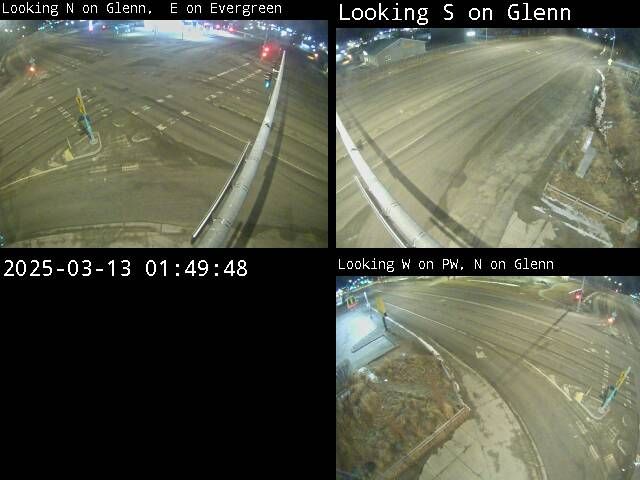 Looking N on Glenn,  E on Evergreen
Looking S on Glenn
2025-03-13 01:49:48
Looking W on PW, N on Glenn